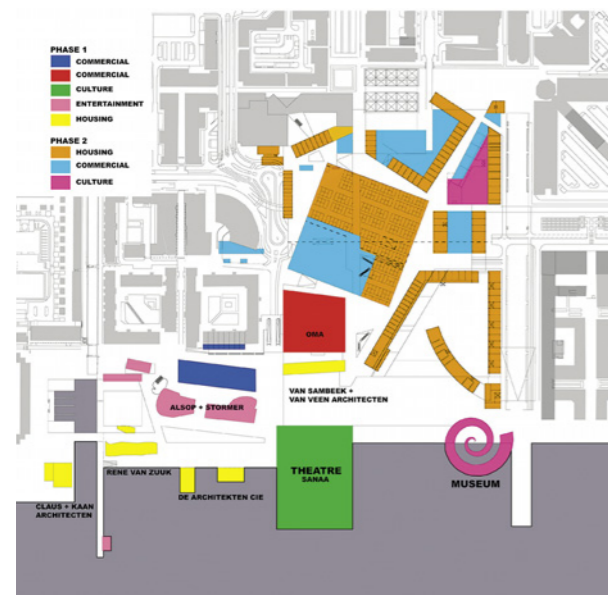 PHASE 1
COMMERCIAL
COMMERCIAL
CULTURE
ENTERTAINMENT
HOUSING
PHASE 2
HOUSING
COMMERCIAL
CULTURE
OMA
VAN SAMBEEK +
VAN VEEN ARCHITECTEN
ALSOP + STORMER
RENE VAN ZUUK
DE ARCHITEKTEN CIE
CLAUS + KAAN
ARCHITECTEN
THEATRE
SANAA
MUSEUM